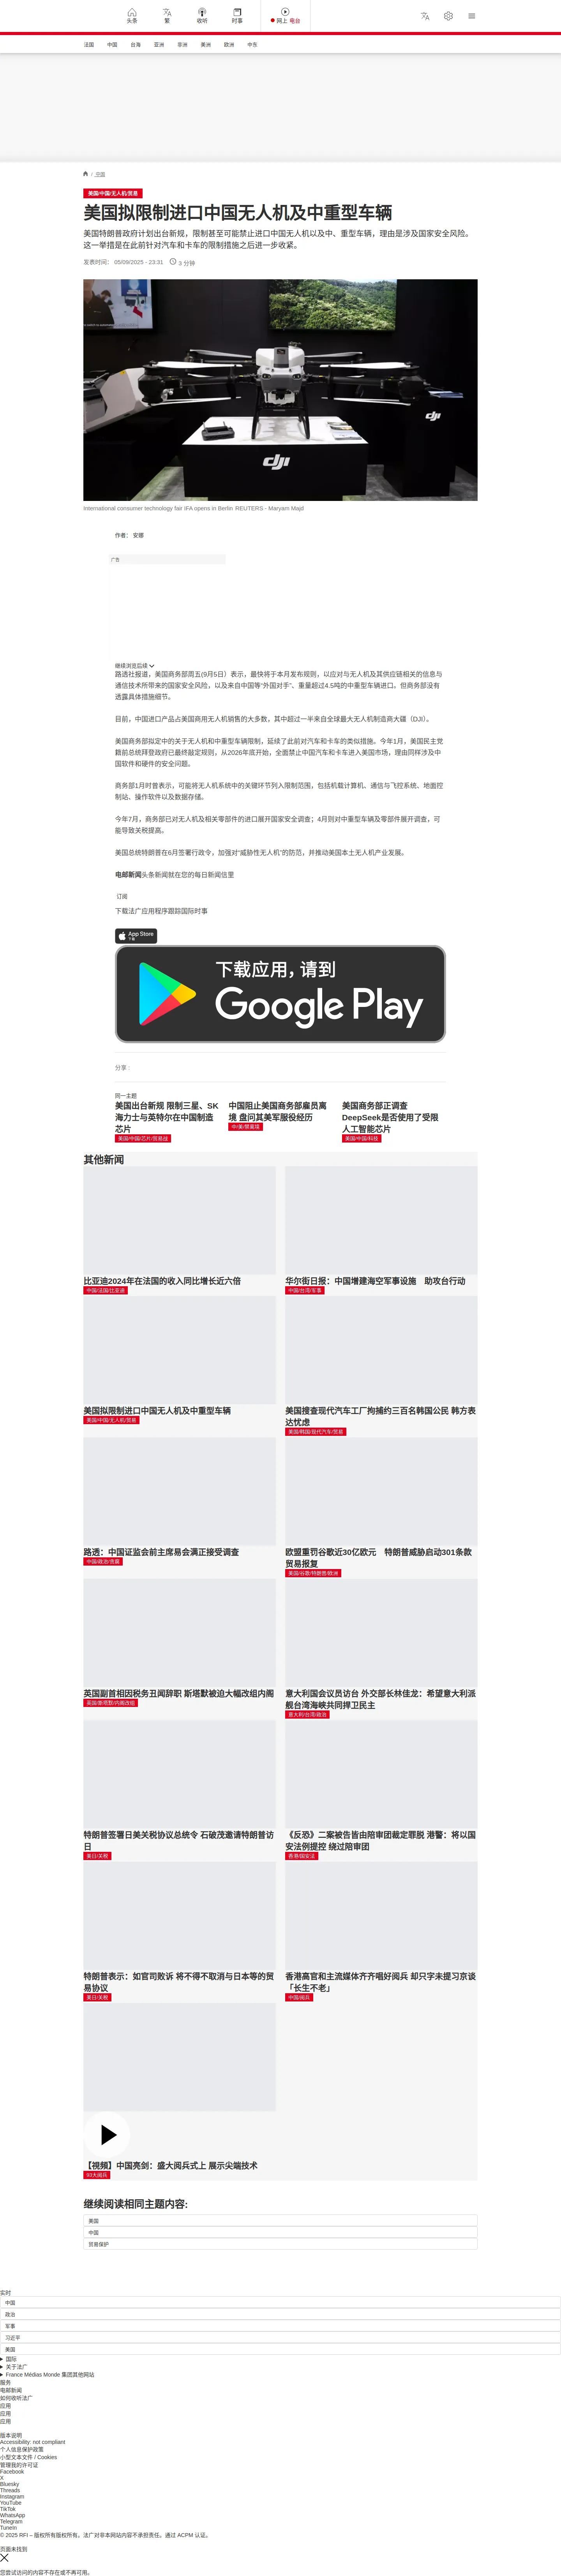 头条
繁
收听
时事
网上 电台
法国
中国
台海
亚洲
非洲
美洲
欧洲
中东
/ 中国
美国/中国/无人机/贸易
美国拟限制进口中国无人机及中重型车辆
美国特朗普政府计划出台新规，限制甚至可能禁止进口中国无人机以及中、重型车辆，理由是涉及国家安全风险。
这一举措是在此前针对汽车和卡车的限制措施之后进一步收紧。
发表时间： 05/09/2025 - 23:31
3 分钟
dji
dji
International consumer technology fair IFA opens in Berlin REUTERS - Maryam Majd
作者： 安娜
广告
继续浏览后续
路透社报道，美国商务部周五(9月5日）表示，最快将于本月发布规则，以应对与无人机及其供应链相关的信息与
通信技术所带来的国家安全风险，以及来自中国等“外国对手”、重量超过4.5吨的中重型车辆进口。但商务部没有
透露具体措施细节。
目前，中国进口产品占美国商用无人机销售的大多数，其中超过一半来自全球最大无人机制造商大疆（DJI）。
美国商务部拟定中的关于无人机和中重型车辆限制，延续了此前对汽车和卡车的类似措施。今年1月，美国民主党
籍前总统拜登政府已最终敲定规则，从2026年底开始，全面禁止中国汽车和卡车进入美国市场，理由同样涉及中
国软件和硬件的安全问题。
商务部1月时曾表示，可能将无人机系统中的关键环节列入限制范围，包括机载计算机、通信与飞控系统、地面控
制站、操作软件以及数据存储。
今年7月，商务部已对无人机及相关零部件的进口展开国家安全调查；4月则对中重型车辆及零部件展开调查，可
能导致关税提高。
美国总统特朗普在6月签署行政令，加强对“威胁性无人机”的防范，并推动美国本土无人机产业发展。
电邮新闻头条新闻就在您的每日新闻信里
订阅
下载法广应用程序跟踪国际时事
App Store
下载
下载应用，请到
Google Play
分享 :
同一主题
美国出台新规 限制三星、SK
海力士与英特尔在中国制造
芯片
美国/中国/芯片/贸易战
中国阻止美国商务部雇员离
境 盘问其美军服役经历
中/美/禁离境
美国商务部正调查
DeepSeek是否使用了受限
人工智能芯片
美国/中国/科技
其他新闻
比亚迪2024年在法国的收入同比增长近六倍
中国/法国/比亚迪
华尔街日报：中国增建海空军事设施　助攻台行动
中国/台湾/军事
美国拟限制进口中国无人机及中重型车辆
美国/中国/无人机/贸易
美国搜查现代汽车工厂拘捕约三百名韩国公民 韩方表
达忧虑
美国/韩国/现代汽车/贸易
路透：中国证监会前主席易会满正接受调查
中国/政治/贪腐
欧盟重罚谷歌近30亿欧元　特朗普威胁启动301条款
贸易报复
美国/谷歌/特朗普/欧洲
英国副首相因税务丑闻辞职 斯塔默被迫大幅改组内阁
英国/斯塔默/内阁改组
意大利国会议员访台 外交部长林佳龙：希望意大利派
舰台湾海峡共同捍卫民主
意大利/台湾/政治
特朗普签署日美关税协议总统令 石破茂邀请特朗普访
日
美日/关税
《反恐》二案被告皆由陪审团裁定罪脱 港警：将以国
安法例提控 绕过陪审团
香港/国安法
特朗普表示：如官司败诉 将不得不取消与日本等的贸
易协议
美日/关税
香港高官和主流媒体齐齐唱好阅兵 却只字未提习京谈
「长生不老」
中国/阅兵
【视频】中国亮剑：盛大阅兵式上 展示尖端技术
93大阅兵
继续阅读相同主题内容:
美国
中国
贸易保护
实时
中国
政治
军事
习近平
美国
国际
关于法广
France Médias Monde 集团其他网站
服务
电邮新闻
如何收听法广
应用
应用
应用
版本说明
Accessibility: not compliant
个人信息保护政策
小型文本文件 / Cookies
管理我的许可证
Facebook
X
Bluesky
Threads
Instagram
YouTube
TikTok
WhatsApp
Telegram
TuneIn
© 2025 RFI – 版权所有版权所有。法广对非本网站内容不承担责任。通过 ACPM 认证。
页面未找到
您尝试访问的内容不存在或不再可用。